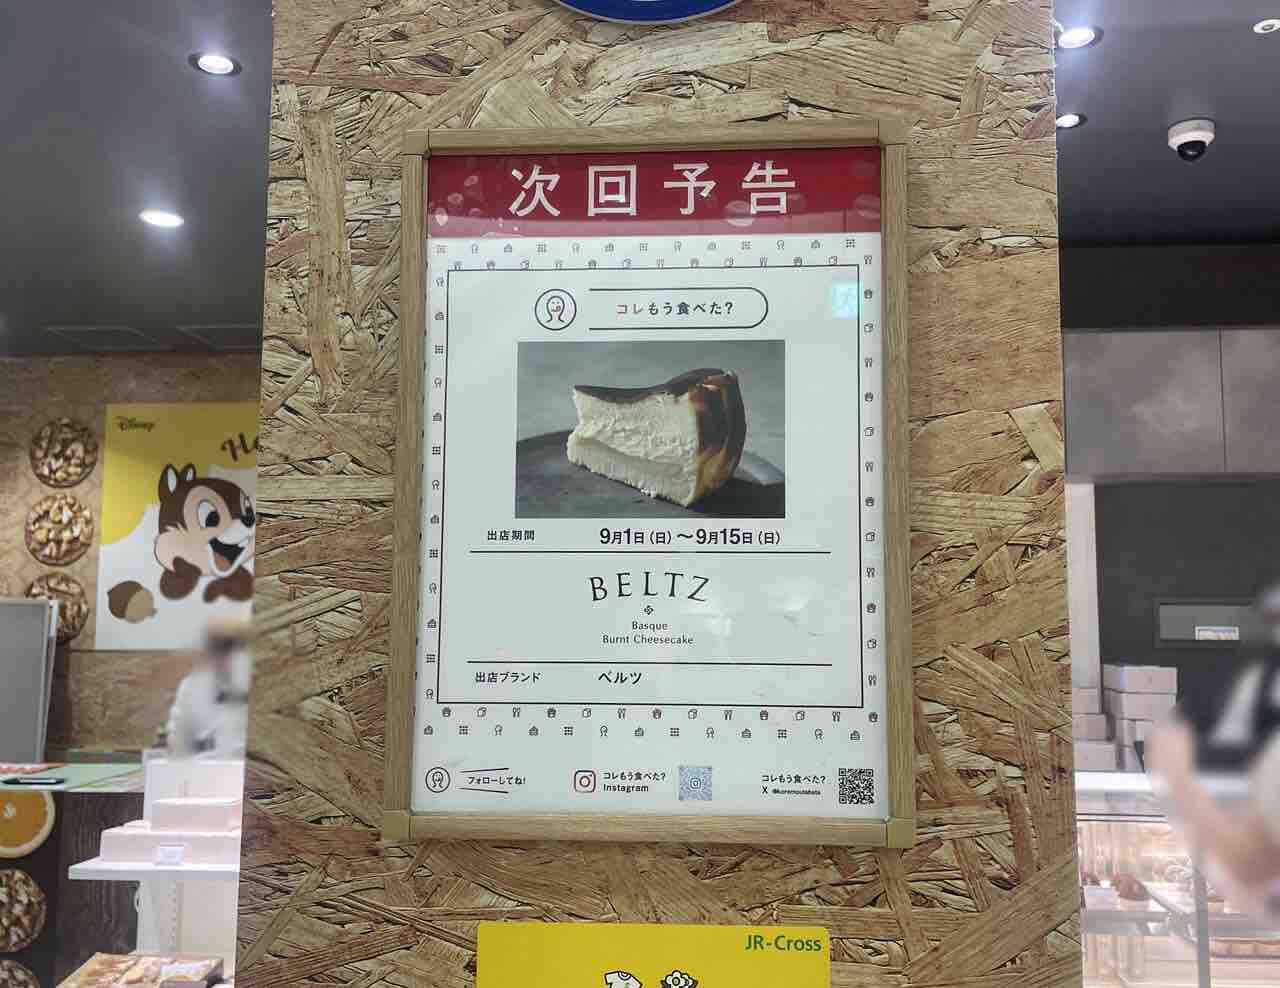 次回予告
コレもう食べた?
出店期間 9月1日(日)〜9月15日(日)
BELTZ
Basque
Burnt Cheesecake
出店ブランド ベルツ
フォローしてね!
コレもう食べた?
Instagram
コレもう食べた?
X @koremoutabeta
Disney
JR-Cross